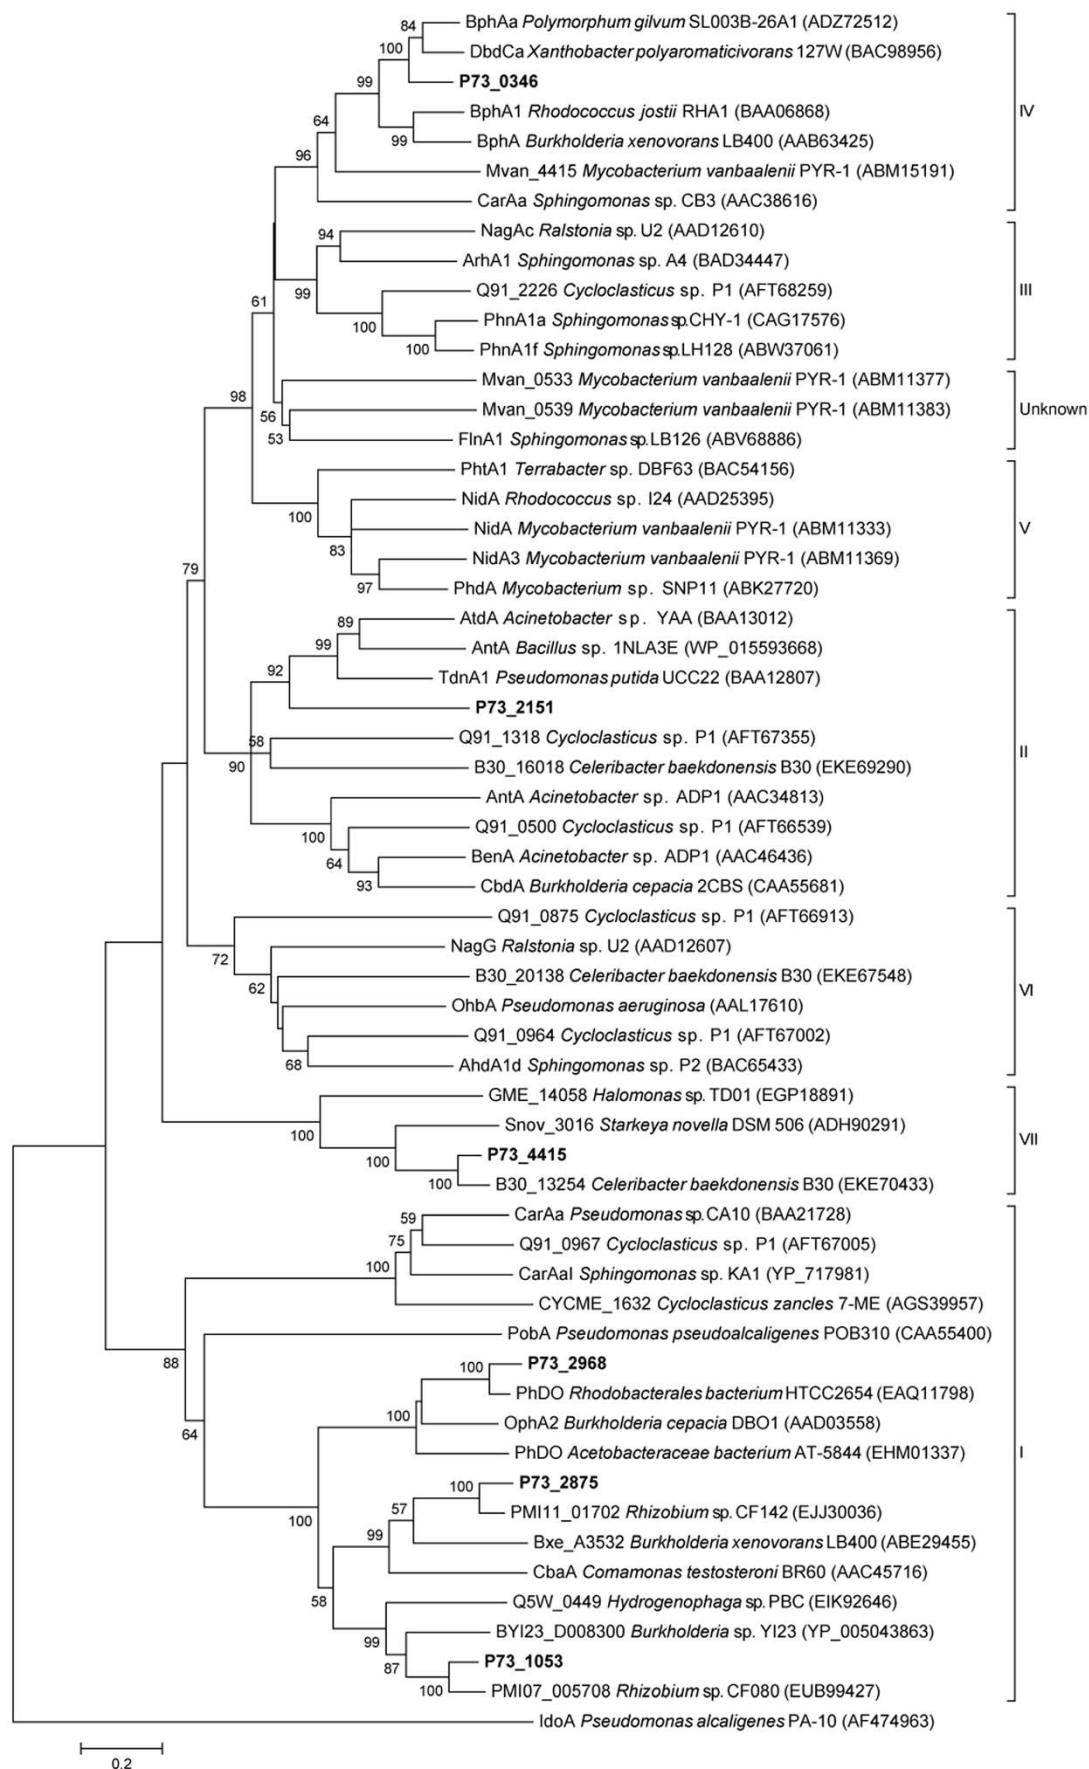 84
BphAa Polymorphum gilvum SL003B-26A1 (ADZ72512)
100
DbdCa Xanthobacter polyaromaticivorans 127W (BAC98956)
99
P73_0346
64
BphA1 Rhodococcus jostii RHA1 (BAA06868)
IV
99
BphA Burkholderia xenovorans LB400 (AAB63425)
96
Mvan_4415 Mycobacterium vanbaalenii PYR-1 (ABM15191)
CarAa Sphingomonas sp. CB3 (AAC38616)
94
NagAc Ralstonia sp. U2 (AAD12610)
ArhA1 Sphingomonas sp. A4 (BAD34447)
99
Q91_2226 Cycloclasticus sp. P1 (AFT68259)
III
61
100
PhnA1a Sphingomonas sp. CHY-1 (CAG17576)
100
PhnA1f Sphingomonas sp. LH128 (ABW37061)
Mvan_0533 Mycobacterium vanbaalenii PYR-1 (ABM11377)
98
56
Mvan_0539 Mycobacterium vanbaalenii PYR-1 (ABM11383)
Unknown
53
FlnA1 Sphingomonas sp. LB126 (ABV68886)
PhtA1 Terrabacter sp. DBF63 (BAC54156)
100
NidA Rhodococcus sp. I24 (AAD25395)
NidA Mycobacterium vanbaalenii PYR-1 (ABM11333)
V
83
NidA3 Mycobacterium vanbaalenii PYR-1 (ABM11369)
79
97
PhdA Mycobacterium sp. SNP11 (ABK27720)
89
AtdA Acinetobacter sp. YAA (BAA13012)
99
AntA Bacillus sp. 1NLA3E (WP_015593668)
92
TdnA1 Pseudomonas putida UCC22 (BAA12807)
P73_2151
58
Q91_1318 Cycloclasticus sp. P1 (AFT67355)
II
90
B30_16018 Celeribacter baekdonensis B30 (EKE69290)
AntA Acinetobacter sp. ADP1 (AAC34813)
100
Q91_0500 Cycloclasticus sp. P1 (AFT66539)
64
BenA Acinetobacter sp. ADP1 (AAC46436)
93
CbdA Burkholderia cepacia 2CBS (CAA55681)
Q91_0875 Cycloclasticus sp. P1 (AFT66913)
72
NagG Ralstonia sp. U2 (AAD12607)
62
B30_20138 Celeribacter baekdonensis B30 (EKE67548)
VI
OhbA Pseudomonas aeruginosa (AAL17610)
Q91_0964 Cycloclasticus sp. P1 (AFT67002)
68
AhdA1d Sphingomonas sp. P2 (BAC65433)
GME_14058 Halomonas sp. TD01 (EGP18891)
100
Snov_3016 Starkeya novella DSM 506 (ADH90291)
VII
100
P73_4415
100
B30_13254 Celeribacter baekdonensis B30 (EKE70433)
59
CarAa Pseudomonas sp. CA10 (BAA21728)
75
Q91_0967 Cycloclasticus sp. P1 (AFT67005)
100
CarAaI Sphingomonas sp. KA1 (YP_717981)
CYCME_1632 Cycloclasticus zancles 7-ME (AGS39957)
PobA Pseudomonas pseudoalcaligenes POB310 (CAA55400)
88
100
P73_2968
PhDO Rhodobacterales bacterium HTCC2654 (EAQ11798)
100
OphA2 Burkholderia cepacia DBO1 (AAD03558)
64
PhDO Acetobacteraceae bacterium AT-5844 (EHM01337)
I
100
P73_2875
57
PMI11_01702 Rhizobium sp. CF142 (EJJ30036)
100
99
Bxe_A3532 Burkholderia xenovorans LB400 (ABE29455)
CbaA Comamonas testosteroni BR60 (AAC45716)
58
Q5W_0449 Hydrogenophaga sp. PBC (EIK92646)
99
BYI23_D008300 Burkholderia sp. YI23 (YP_005043863)
87
P73_1053
100
PMI07_005708 Rhizobium sp. CF080 (EUB99427)
IdoA Pseudomonas alcaligenes PA-10 (AF474963)
0.2